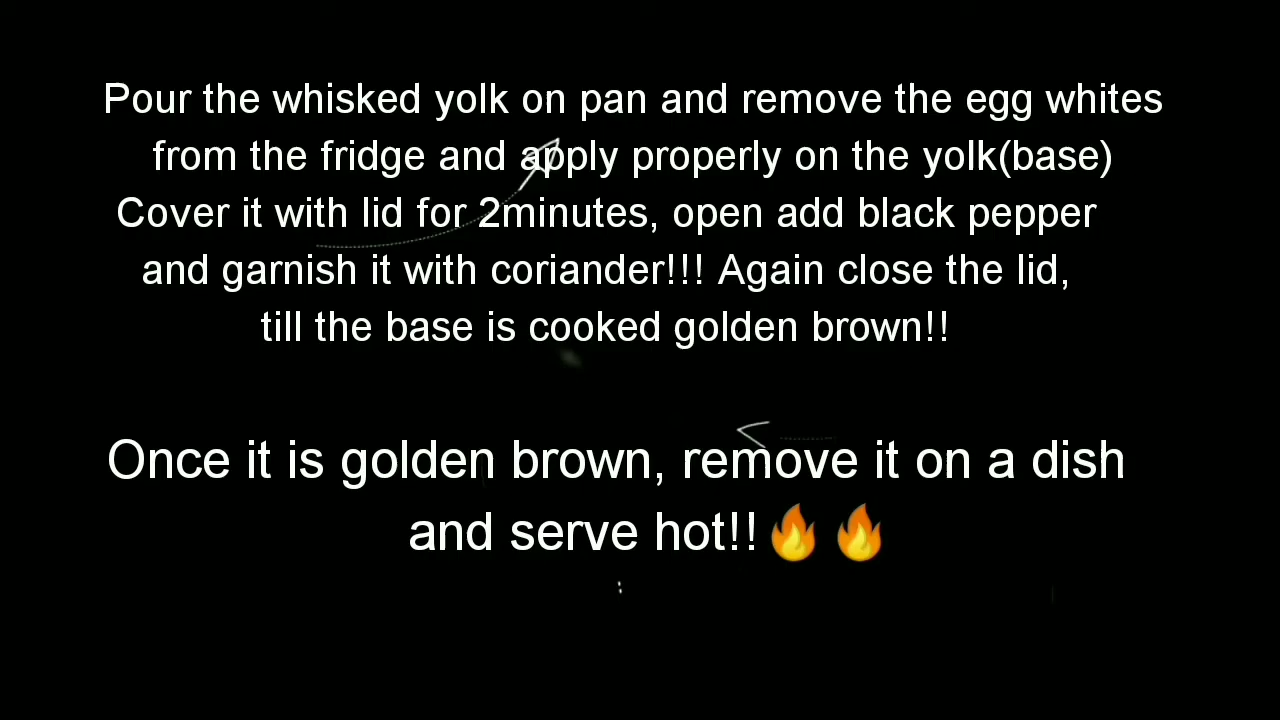 Pour the whisked yolk on pan and remove the egg whites
from the fridge and apply properly on the yolk(base)
Cover it with lid for 2minutes, open add black pepper
and garnish it with coriander!!! Again close the lid,
till the base is cooked golden brown!!
Once it is golden brown, remove it on a dish
and serve hot!!🔥🔥